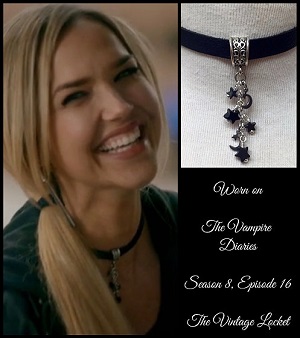 Worn on
The Vampire
Diaries
Season 8, Episode 16
The Vintage Locket